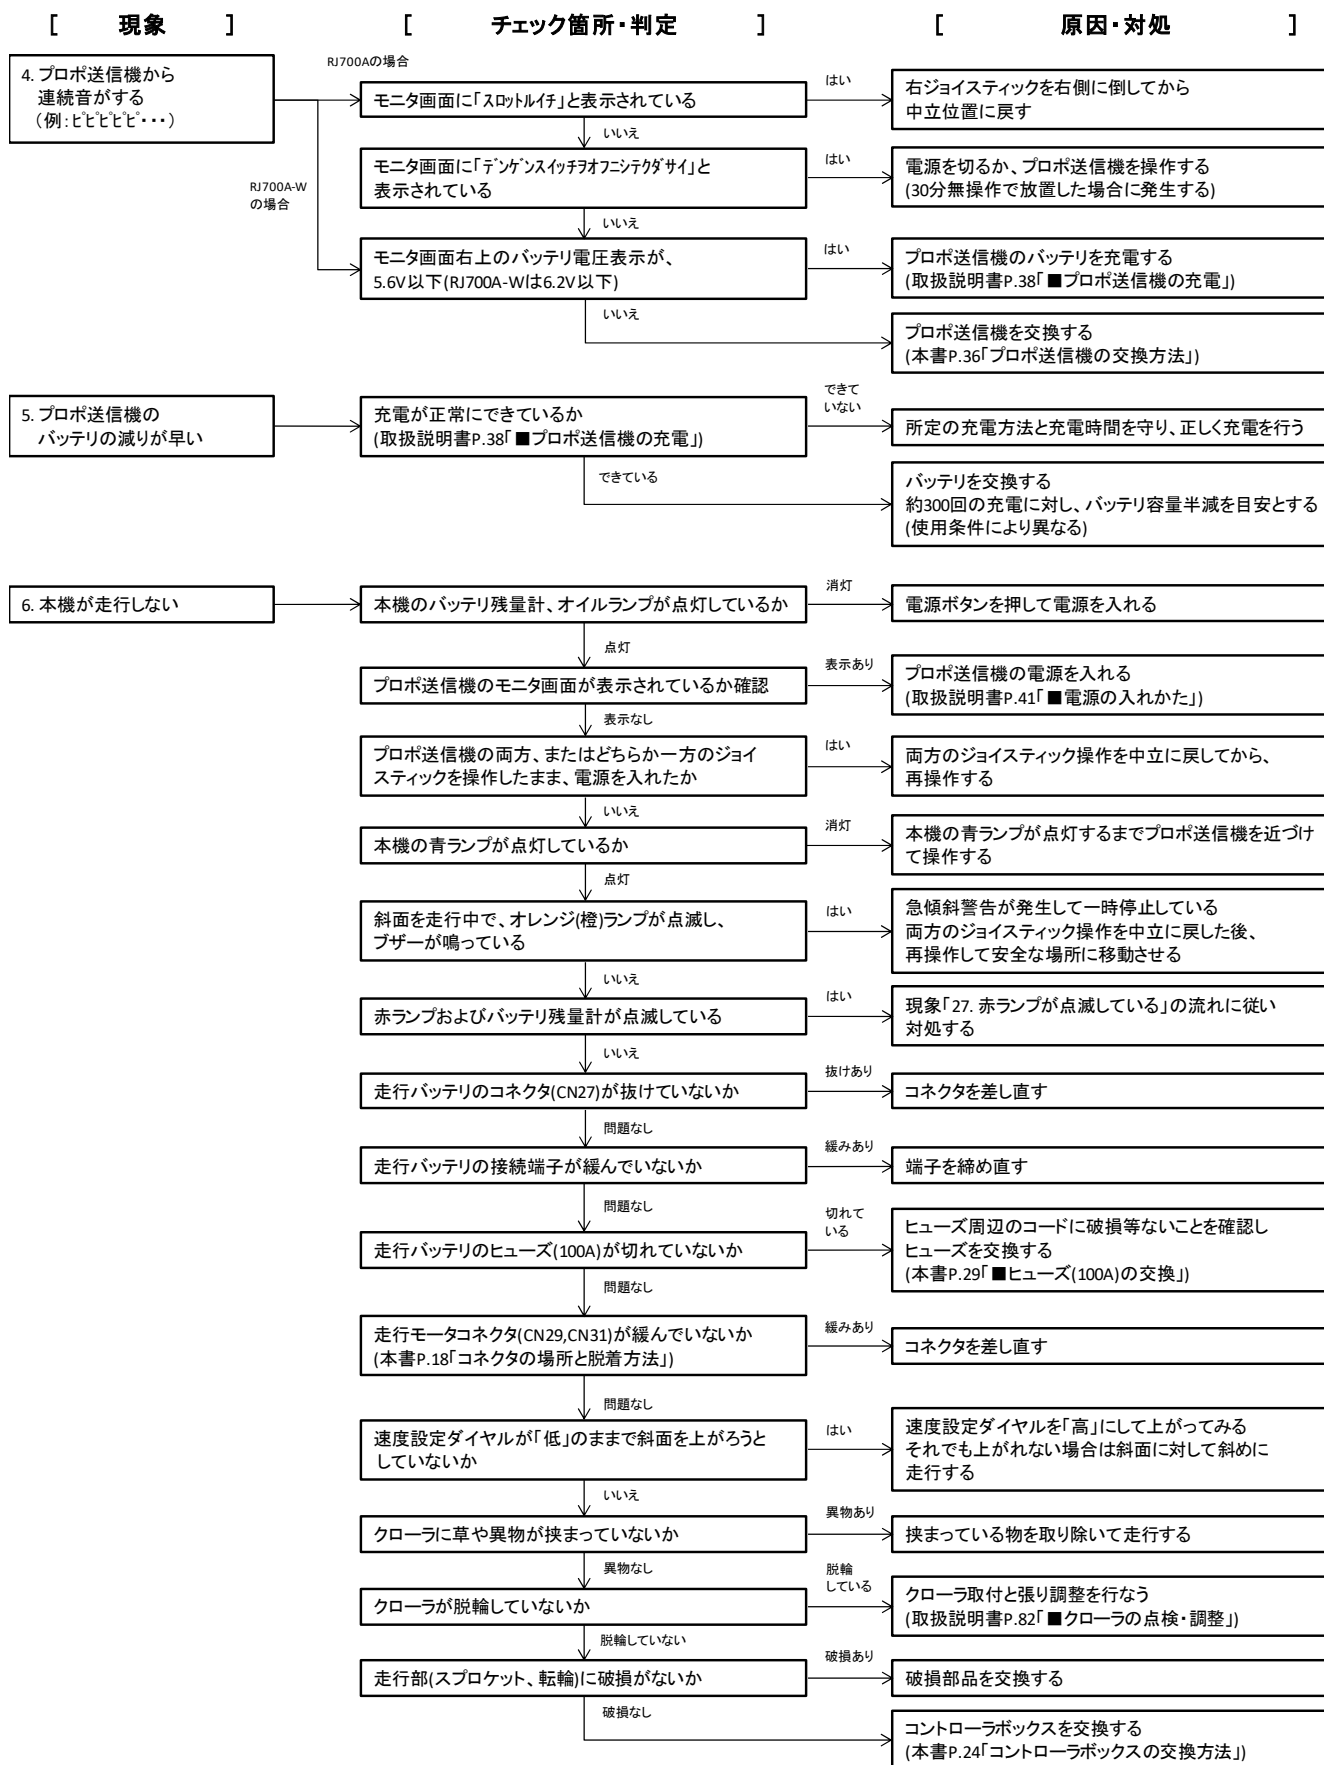 [ 現象 ]
[ チェック箇所・判定 ]
[ 原因・対処 ]
RJ700Aの場合
4. プロポ送信機から
連続音がする
(例:ピピピピピ・・・)
モニタ画面に「スロットルイチ」と表示されている
はい
右ジョイスティックを右側に倒してから
中立位置に戻す
いいえ
RJ700A-W
の場合
モニタ画面に「デンゲンスイッチヲオフニシテクダサイ」と
表示されている
はい
電源を切るか、プロポ送信機を操作する
(30分無操作で放置した場合に発生する)
いいえ
モニタ画面右上のバッテリ電圧表示が、
5.6V以下(RJ700A-Wは6.2V以下)
はい
プロポ送信機のバッテリを充電する
(取扱説明書P.38「■プロポ送信機の充電」)
いいえ
プロポ送信機を交換する
(本書P.36「プロポ送信機の交換方法」)
5. プロポ送信機の
バッテリの減りが早い
充電が正常にできているか
(取扱説明書P.38「■プロポ送信機の充電」)
できて
いない
所定の充電方法と充電時間を守り、正しく充電を行う
できている
バッテリを交換する
約300回の充電に対し、バッテリ容量半減を目安とする
(使用条件により異なる)
6. 本機が走行しない
本機のバッテリ残量計、オイルランプが点灯しているか
消灯
電源ボタンを押して電源を入れる
点灯
プロポ送信機のモニタ画面が表示されているか確認
表示あり
プロポ送信機の電源を入れる
(取扱説明書P.41「■電源の入れかた」)
表示なし
プロポ送信機の両方、またはどちらか一方のジョイ
スティックを操作したまま、電源を入れたか
はい
両方のジョイスティック操作を中立に戻してから、
再操作する
いいえ
本機の青ランプが点灯しているか
消灯
本機の青ランプが点灯するまでプロポ送信機を近づけ
て操作する
点灯
斜面を走行中で、オレンジ(橙)ランプが点滅し、
ブザーが鳴っている
はい
急傾斜警告が発生して一時停止している
両方のジョイスティック操作を中立に戻した後、
再操作して安全な場所に移動させる
いいえ
赤ランプおよびバッテリ残量計が点滅している
はい
現象「27. 赤ランプが点滅している」の流れに従い
対処する
いいえ
走行バッテリのコネクタ(CN27)が抜けていないか
抜けあり
コネクタを差し直す
問題なし
走行バッテリの接続端子が緩んでいないか
緩みあり
端子を締め直す
問題なし
走行バッテリのヒューズ(100A)が切れていないか
切れて
いる
ヒューズ周辺のコードに破損等ないことを確認し
ヒューズを交換する
(本書P.29「■ヒューズ(100A)の交換」)
問題なし
走行モータコネクタ(CN29,CN31)が緩んでいないか
(本書P.18「コネクタの場所と脱着方法」)
緩みあり
コネクタを差し直す
問題なし
速度設定ダイヤルが「低」のままで斜面を上がろうと
していないか
はい
速度設定ダイヤルを「高」にして上がってみる
それでも上がれない場合は斜面に対して斜めに
走行する
いいえ
クローラに草や異物が挟まっていないか
異物あり
挟まっている物を取り除いて走行する
異物なし
クローラが脱輪していないか
脱輪
している
クローラ取付と張り調整を行なう
(取扱説明書P.82「■クローラの点検・調整」)
脱輪していない
走行部(スプロケット、転輪)に破損がないか
破損あり
破損部品を交換する
破損なし
コントローラボックスを交換する
(本書P.24「コントローラボックスの交換方法」)